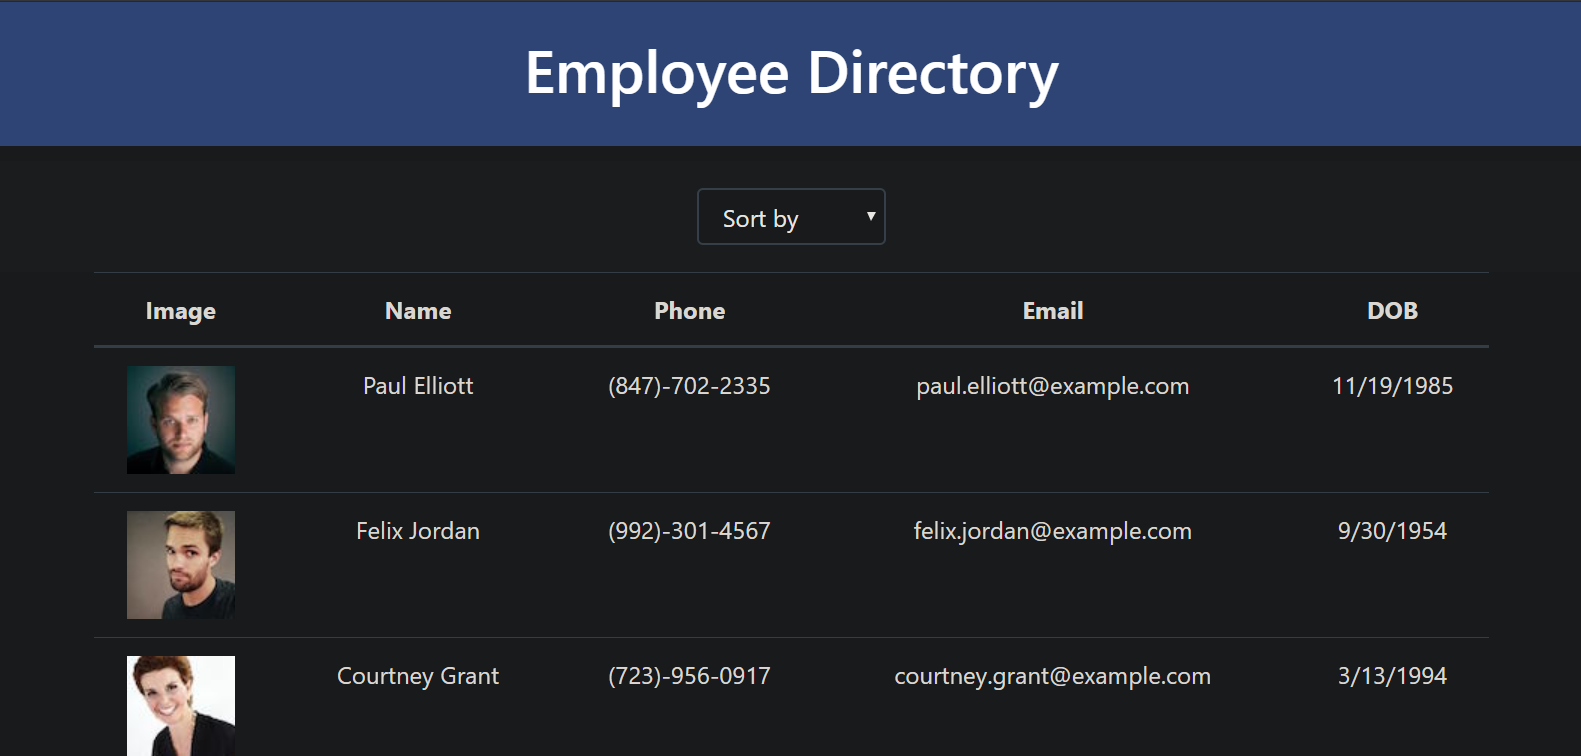 Employee Directory
Sort by
Image Name Phone Email DOB
Paul Elliott (847)-702-2335 paul.elliott@example.com 11/19/1985
Felix Jordan (992)-301-4567 felix.jordan@example.com 9/30/1954
Courtney Grant (723)-956-0917 courtney.grant@example.com 3/13/1994